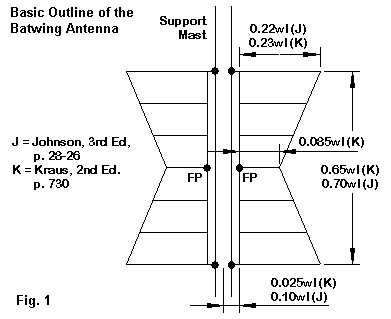 Basic Outline of the
Batwing Antenna
Support
Mast
0.22wl(J)
0.23wl(K)
J = Johnson, 3rd Ed,
p. 28-26
K = Kraus, 2nd Ed.
p. 730
0.085wl(K)
FP
FP
0.65wl(K)
0.70wl(J)
0.025wl(K)
0.10wl(J)
Fig. 1